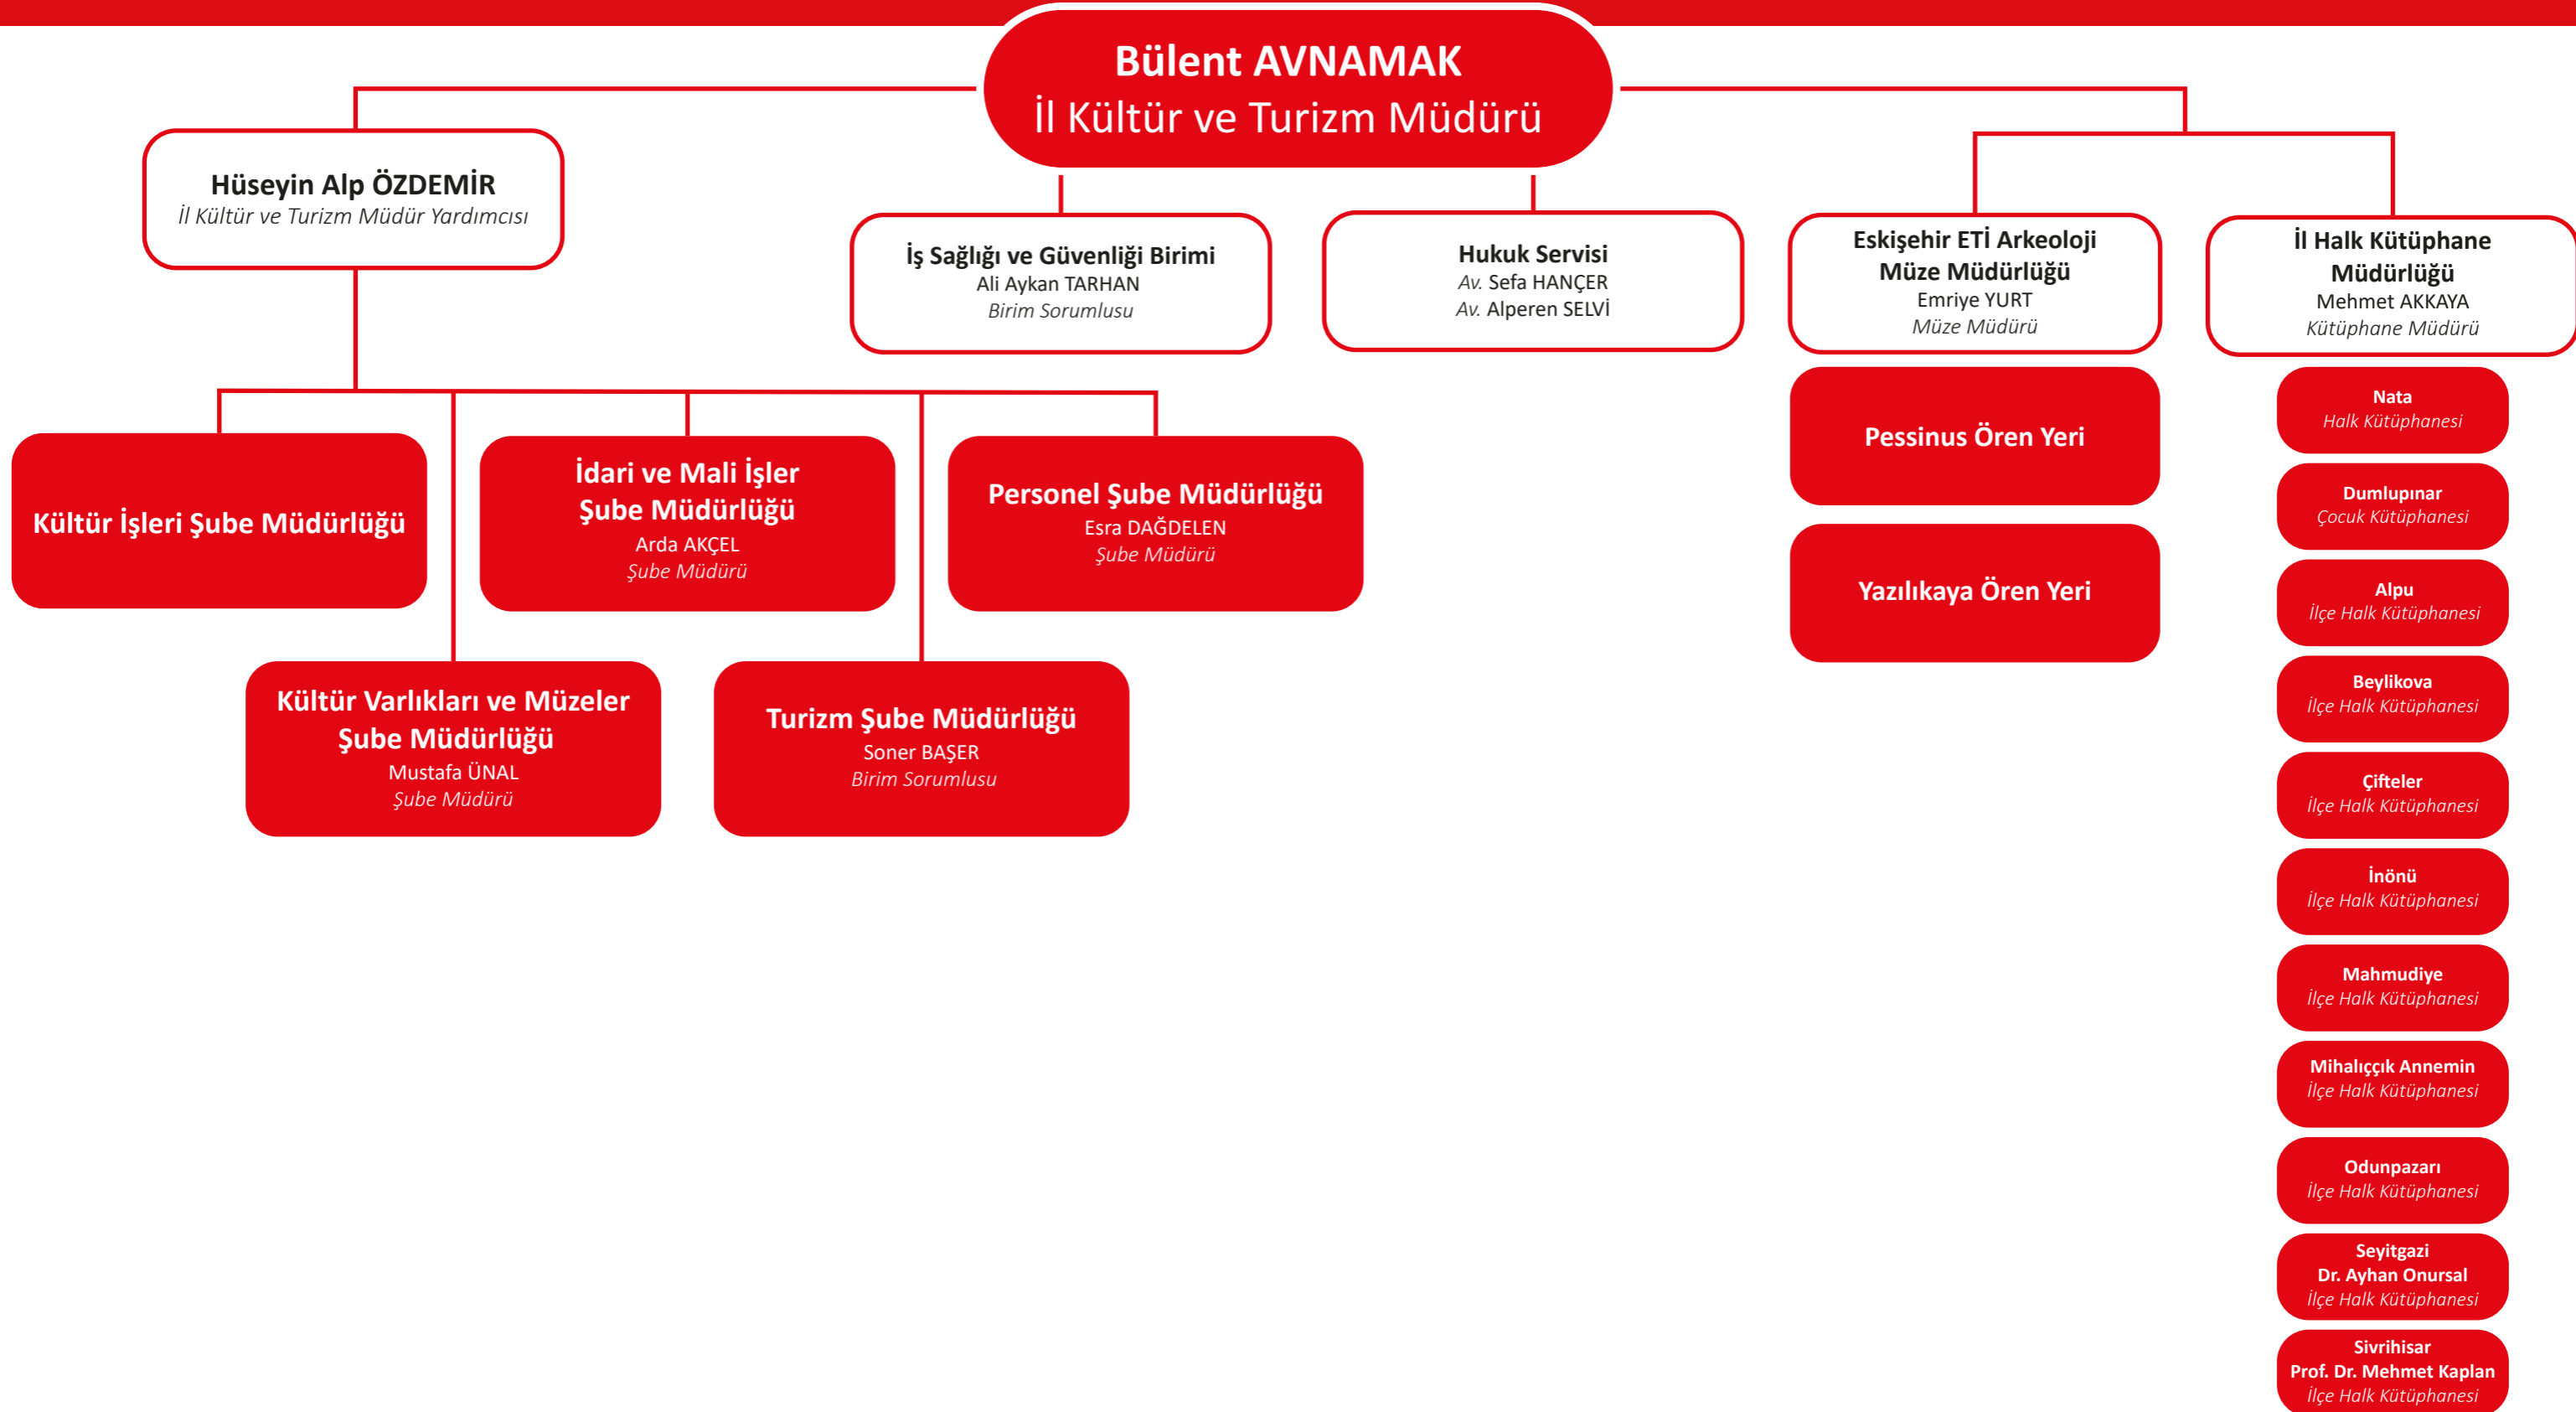 Bülent AVNAMAK
İl Kültür ve Turizm Müdürü
Hüseyin Alp ÖZDEMİR
İl Kültür ve Turizm Müdür Yardımcısı
İş Sağlığı ve Güvenliği Birimi
Ali Aykan TARHAN
Birim Sorumlusu
Hukuk Servisi
Av. Sefa HANÇER
Av. Alperen SELVİ
Eskişehir ETİ Arkeoloji
Müze Müdürlüğü
Emriye YURT
Müze Müdürü
İl Halk Kütüphane
Müdürlüğü
Mehmet AKKAYA
Kütüphane Müdürü
Kültür İşleri Şube Müdürlüğü
İdari ve Mali İşler
Şube Müdürlüğü
Arda AKÇEL
Şube Müdürü
Personel Şube Müdürlüğü
Esra DAĞDELEN
Şube Müdürü
Kültür Varlıkları ve Müzeler
Şube Müdürlüğü
Mustafa ÜNAL
Şube Müdürü
Turizm Şube Müdürlüğü
Soner BAŞER
Birim Sorumlusu
Pessinus Ören Yeri
Yazılıkaya Ören Yeri
Nata
Halk Kütüphanesi
Dumlupınar
Çocuk Kütüphanesi
Alpu
İlçe Halk Kütüphanesi
Beylikova
İlçe Halk Kütüphanesi
Çifteler
İlçe Halk Kütüphanesi
İnönü
İlçe Halk Kütüphanesi
Mahmudiye
İlçe Halk Kütüphanesi
Mihalıççık Annemin
İlçe Halk Kütüphanesi
Odunpazarı
İlçe Halk Kütüphanesi
Seyitgazi
Dr. Ayhan Onursal
İlçe Halk Kütüphanesi
Sivrihisar
Prof. Dr. Mehmet Kaplan
İlçe Halk Kütüphanesi